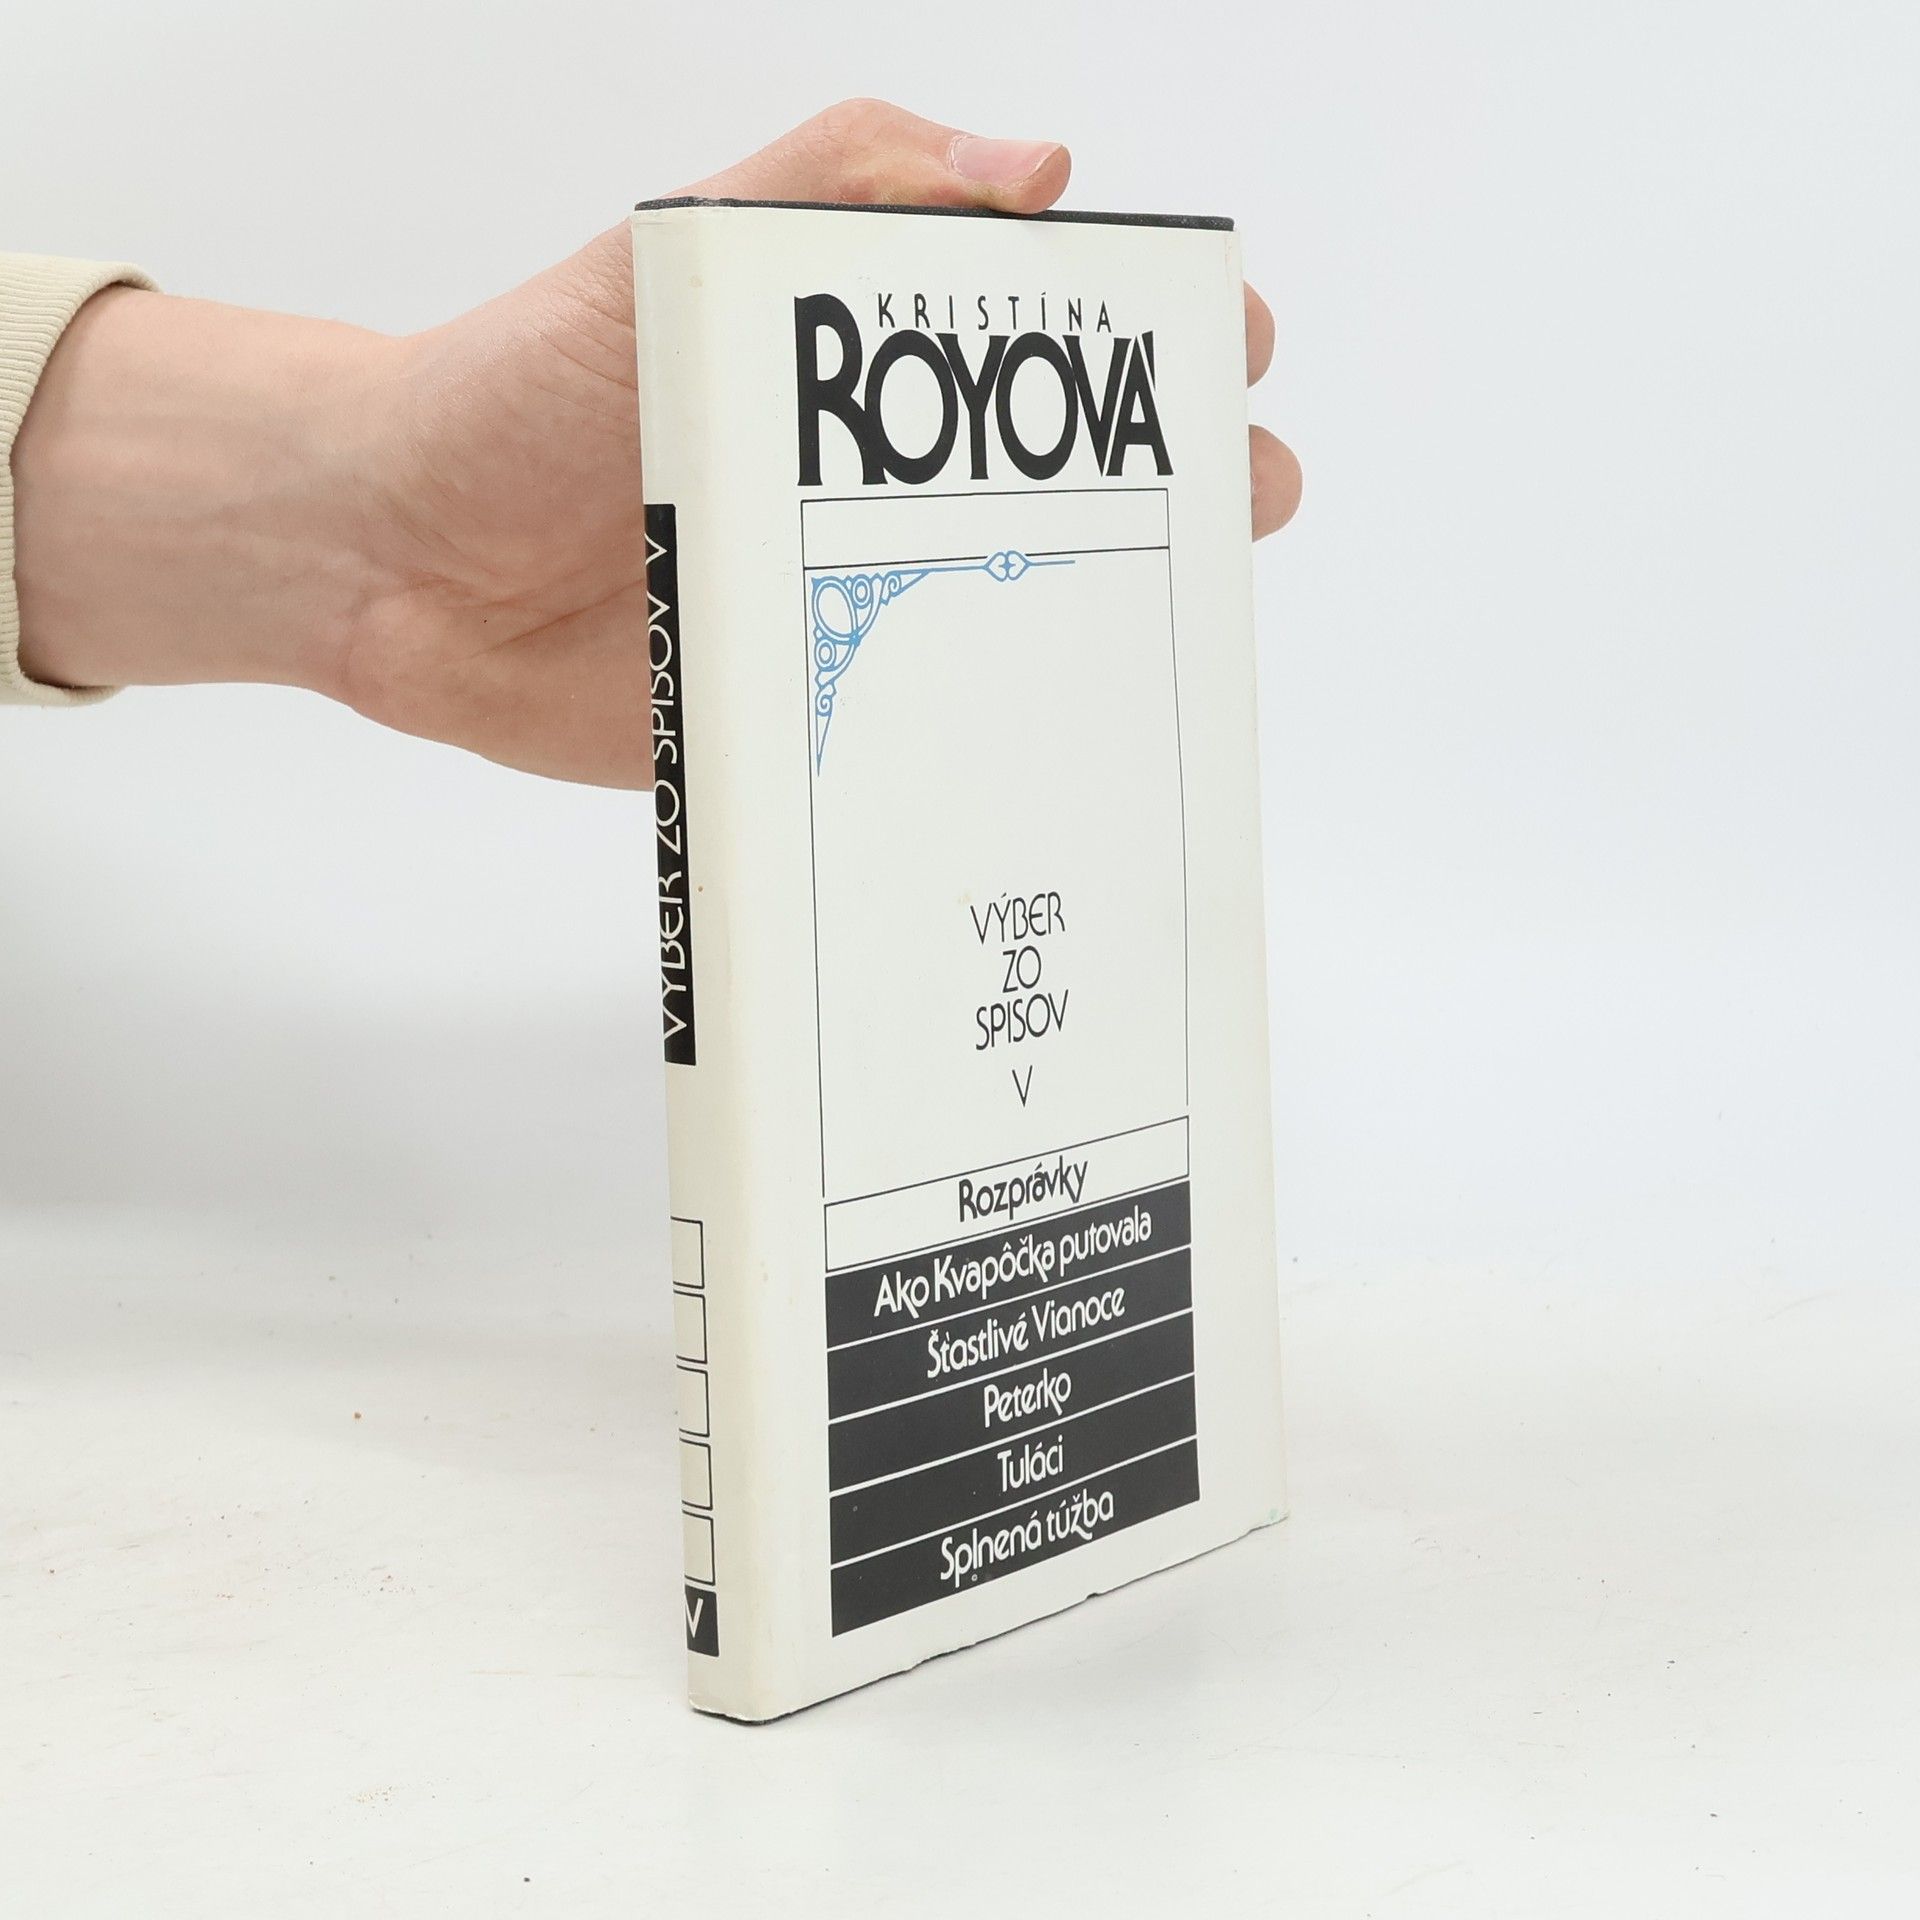 KRISTÍNA
ROYOVÁ
VÝBER
ZO
SPISOV
V
Rozprávky
Ako Kvapôčka putovala
Šťastlivé Vianoce
Peterko
Tuláci
Splnená túžba
VÝBER ZO SPISOV V
V